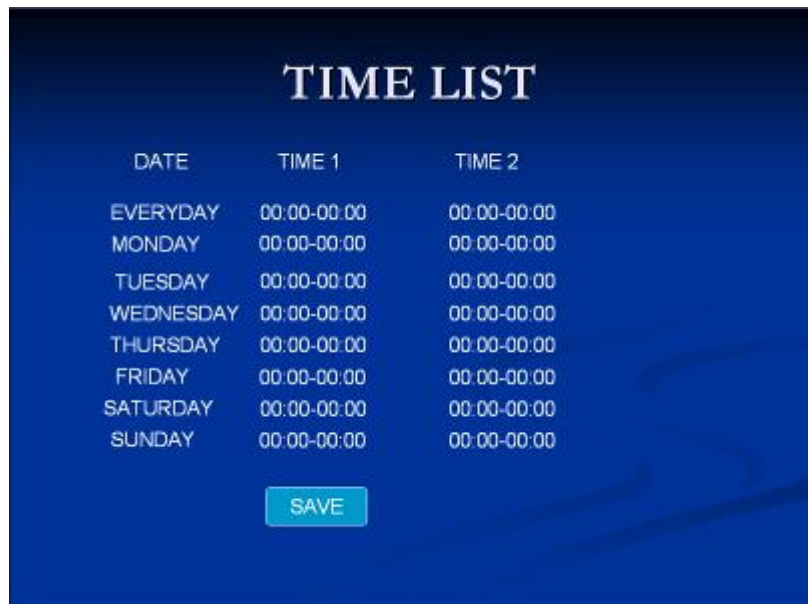 TIME LIST
DATE TIME 1 TIME 2
EVERYDAY 00:00-00:00 00:00-00:00
MONDAY 00:00-00:00 00:00-00:00
TUESDAY 00:00-00:00 00:00-00:00
WEDNESDAY 00:00-00:00 00:00-00:00
THURSDAY 00:00-00:00 00:00-00:00
FRIDAY 00:00-00:00 00:00-00:00
SATURDAY 00:00-00:00 00:00-00:00
SUNDAY 00:00-00:00 00:00-00:00
SAVE